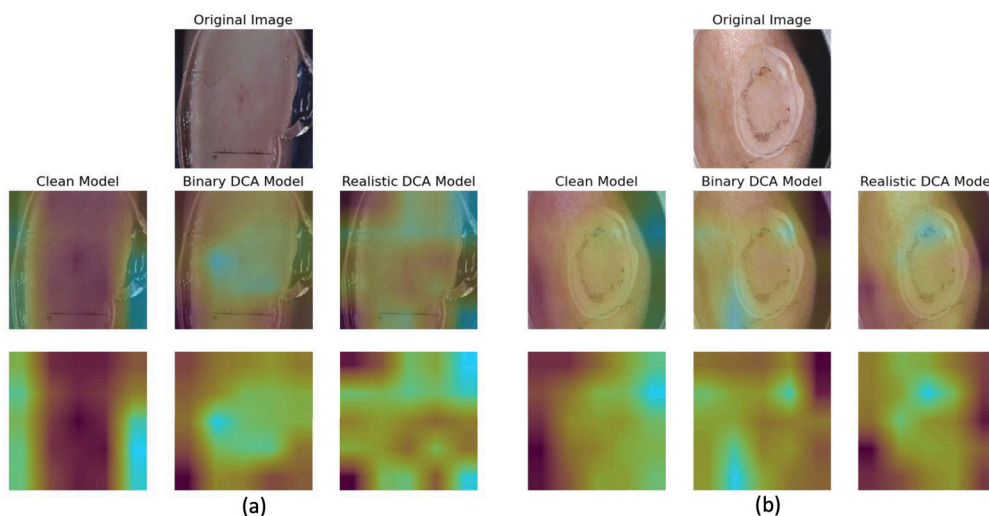 Original Image
Clean Model
Binary DCA Model
Realistic DCA Model
(a)
Original Image
Clean Model
Binary DCA Model
Realistic DCA Model
(b)